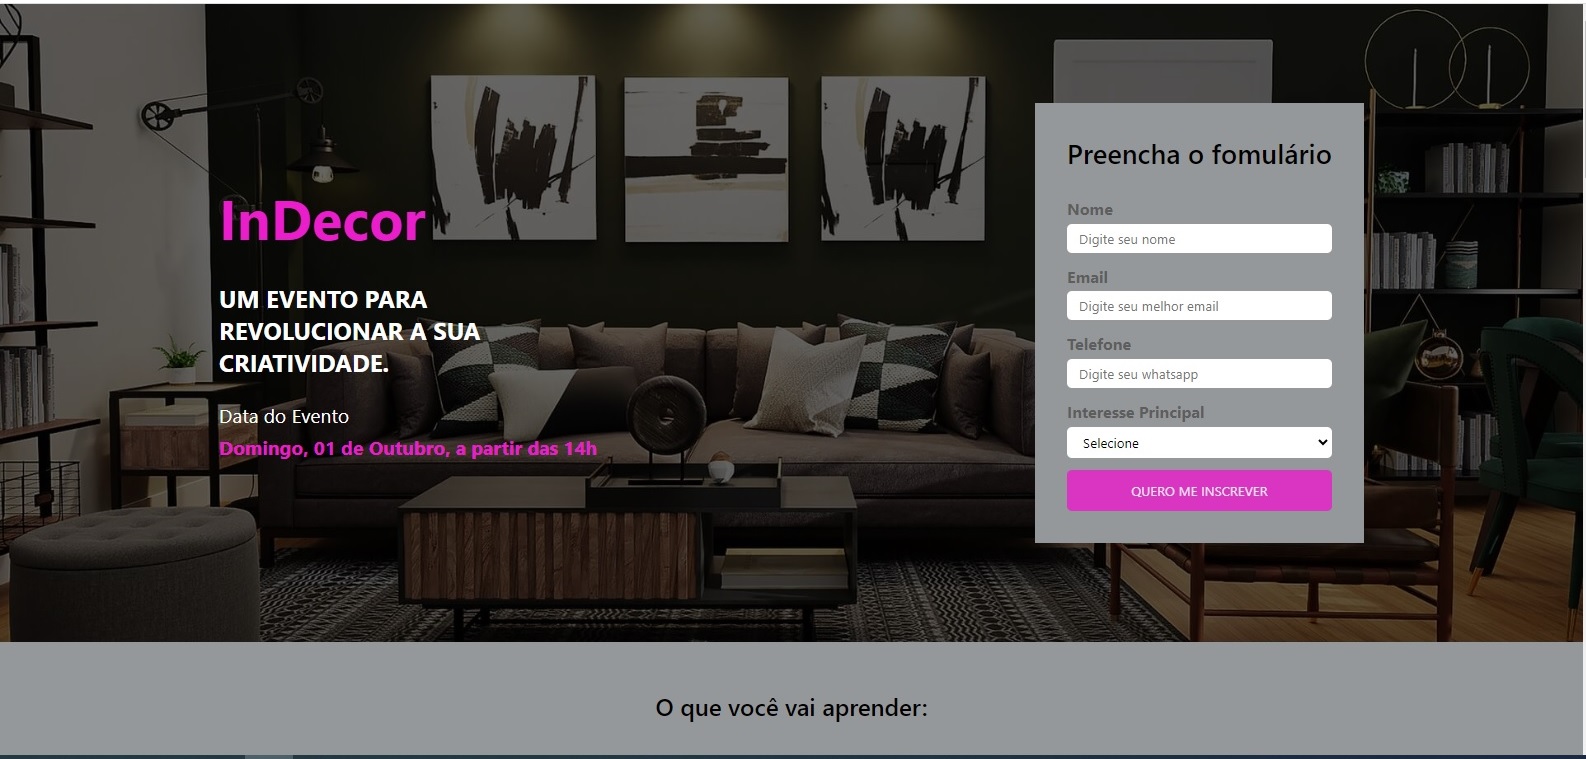 InDecor
UM EVENTO PARA
REVOLUCIONAR A SUA
CRIATIVIDADE.
Data do Evento
Domingo, 01 de Outubro, a partir das 14h
Preencha o fomulário
Nome
Digite seu nome
Email
Digite seu melhor email
Telefone
Digite seu whatsapp
Interesse Principal
Selecione
QUERO ME INSCREVER
O que você vai aprender: